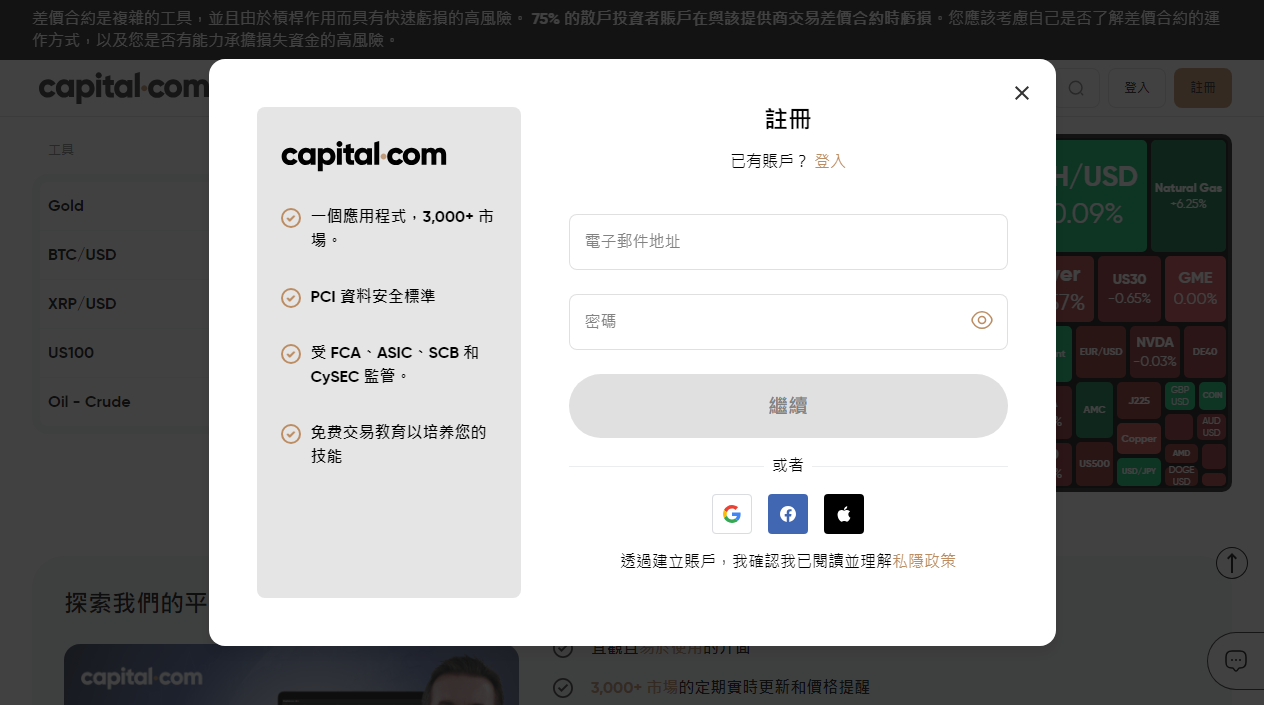 差價合約是複雜的工具，並且由於槓桿作用而具有快速虧損的高風險。 75% 的散戶投資者賬戶在與該提供商交易差價合約時虧損。您應該考慮自己是否了解差價合約的運
作方式，以及您是否有能力承擔損失資金的高風險。
capital.com
登入
註冊
工具
Gold
BTC/USD
XRP/USD
US100
Oil - Crude
capital.com
一個應用程式，3,000+ 市
場。
PCI 資料安全標準
受 FCA、ASIC、SCB 和
CySEC 監管。
免費交易教育以培养您的
技能
註冊
已有賬戶？ 登入
電子郵件地址
密碼
繼續
或者
透過建立賬戶，我確認我已閱讀並理解私隱政策
H/USD
0.09%
Natural Gas
-6.25%
US30
-0.65%
GME
0.00%
EUR/USD
NVDA
-0.03%
DE40
AMC
J225
GBP
USD
COIN
AUD
USD
Copper
US500
USD/JPY
AMD
DOGE
USD
探索我們的平
capital.com
直觀且易於使用的介面
3,000+ 市場的定期實時更新和價格提醒